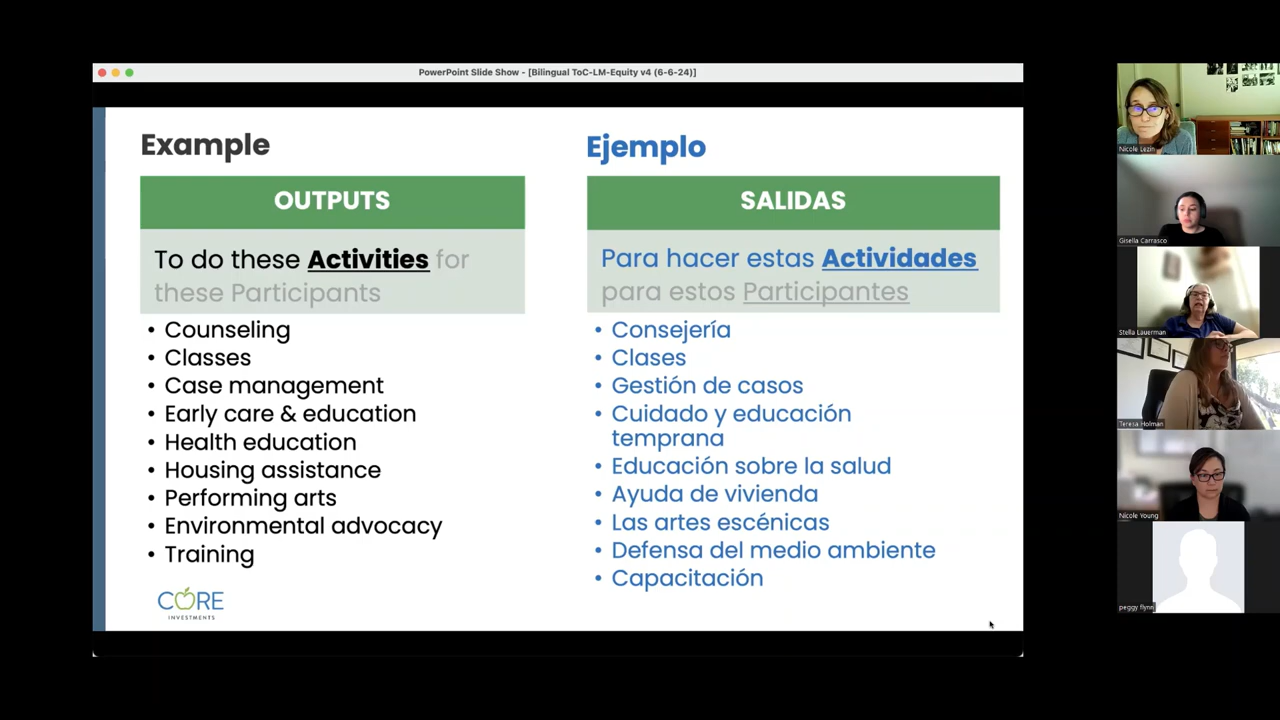 PowerPoint Slide Show - [Bilingual ToC-LM-Equity v4 (6-6-24)]
Example
OUTPUTS
To do these Activities for
these Participants
• Counseling
• Classes
• Case management
• Early care & education
• Health education
• Housing assistance
• Performing arts
• Environmental advocacy
• Training
CORE
INVESTMENTS
Ejemplo
SALIDAS
Para hacer estas Actividades
para estos Participantes
• Consejería
• Clases
• Gestión de casos
• Cuidado y educación
temprana
• Educación sobre la salud
• Ayuda de vivienda
• Las artes escénicas
• Defensa del medio ambiente
• Capacitación
Nicole Lezin
Gisella Carrasco
Stella Lauerman
Teresa Holman
Nicole Young
peggy flynn